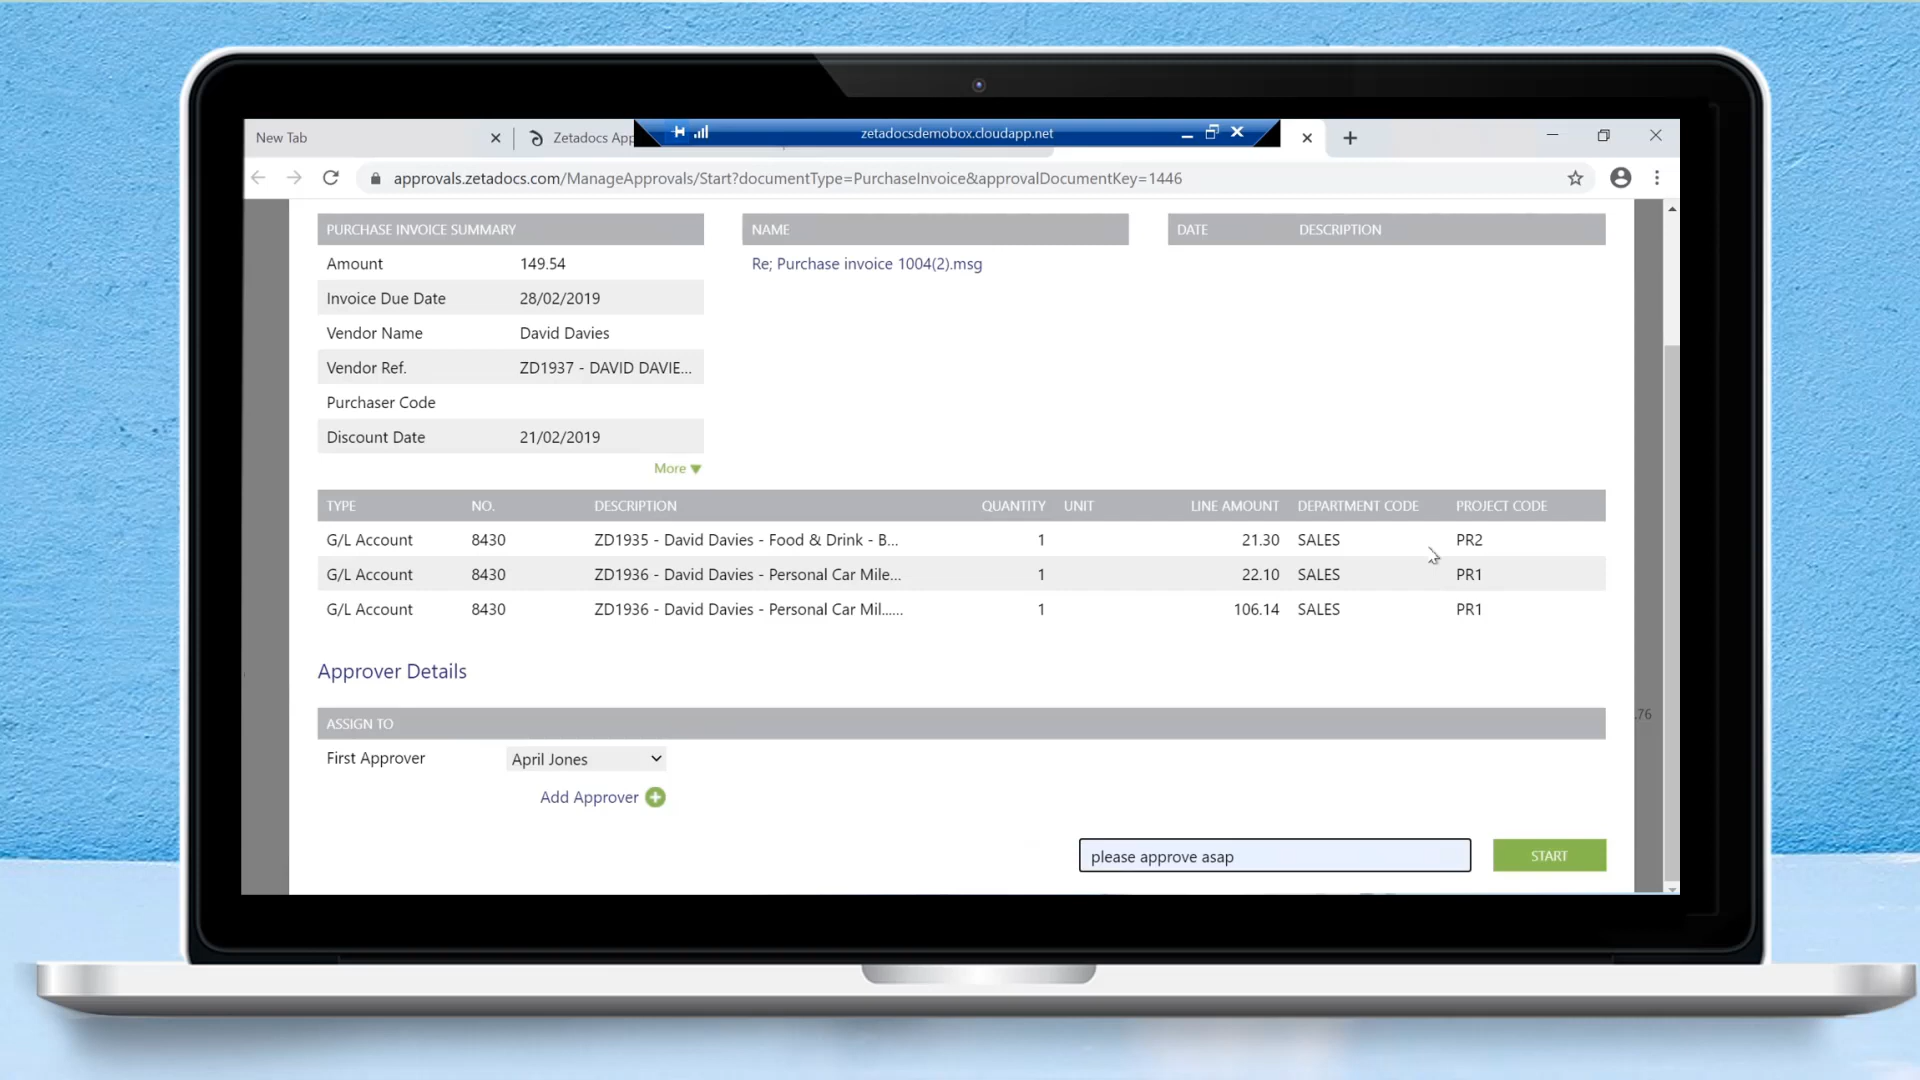 New Tab
Zetadocs App
zetadocsdemobox.cloudapp.net
approvals.zetadocs.com/ManageApprovals/Start?documentType=PurchaseInvoice&approvalDocumentKey=1446
PURCHASE INVOICE SUMMARY
NAME
DATE DESCRIPTION
Amount 149.54
Re; Purchase invoice 1004(2).msg
Invoice Due Date 28/02/2019
Vendor Name David Davies
Vendor Ref. ZD1937 - DAVID DAVIE...
Purchaser Code
Discount Date 21/02/2019
More
TYPE NO. DESCRIPTION QUANTITY UNIT LINE AMOUNT DEPARTMENT CODE PROJECT CODE
G/L Account 8430 ZD1935 - David Davies - Food & Drink - B... 1 21.30 SALES PR2
G/L Account 8430 ZD1936 - David Davies - Personal Car Mile... 1 22.10 SALES PR1
G/L Account 8430 ZD1936 - David Davies - Personal Car Mil...... 1 106.14 SALES PR1
Approver Details
ASSIGN TO
.76
First Approver April Jones
Add Approver
please approve asap
START